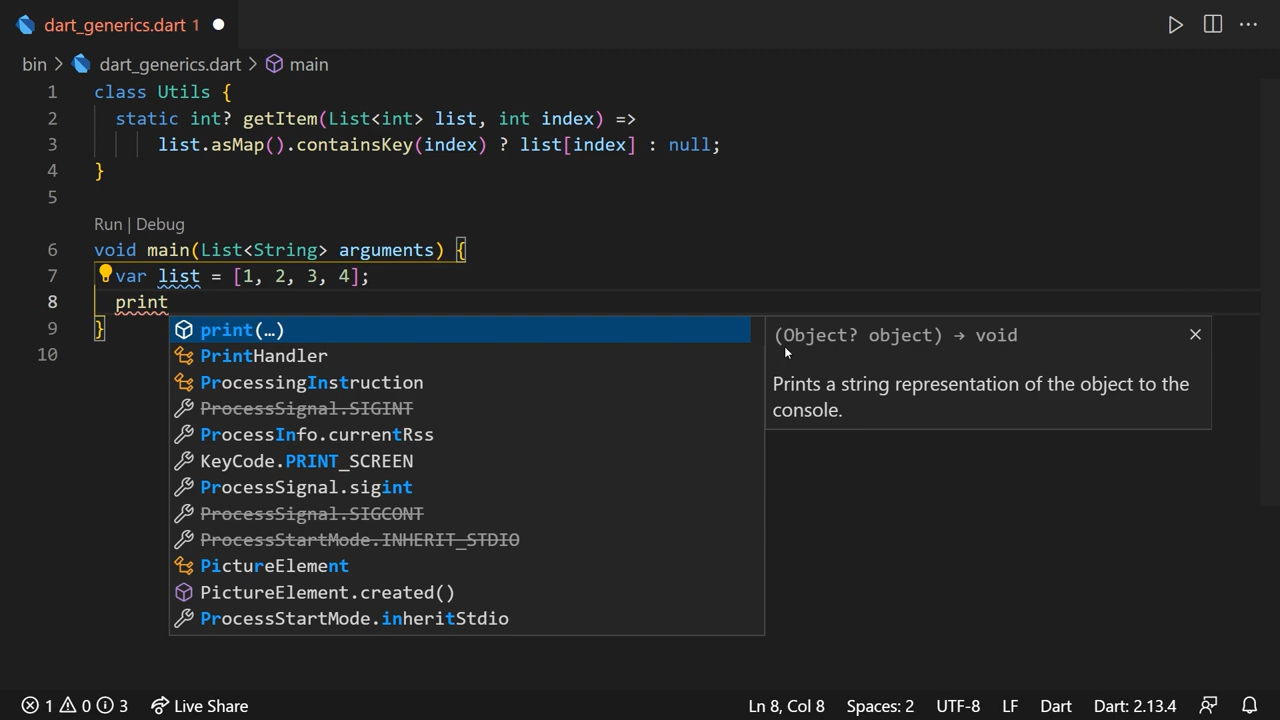 dart_generics.dart 1
bin > dart_generics.dart > main
1 class Utils {
2 static int? getItem(List<int> list, int index) =>
3 list.asMap().containsKey(index) ? list[index] : null;
4 }
5
Run | Debug
6 void main(List<String> arguments) {
7 var list = [1, 2, 3, 4];
8 print
9 }
10
print(…)
PrintHandler
ProcessingInstruction
ProcessSignal.SIGINT
ProcessInfo.currentRss
KeyCode.PRINT_SCREEN
ProcessSignal.sigint
ProcessSignal.SIGCONT
ProcessStartMode.INHERIT_STDIO
PictureElement
PictureElement.created()
ProcessStartMode.inheritStdio
(Object? object) → void
Prints a string representation of the object to the
console.
1 0 3 Live Share Ln 8, Col 8 Spaces: 2 UTF-8 LF Dart Dart: 2.13.4